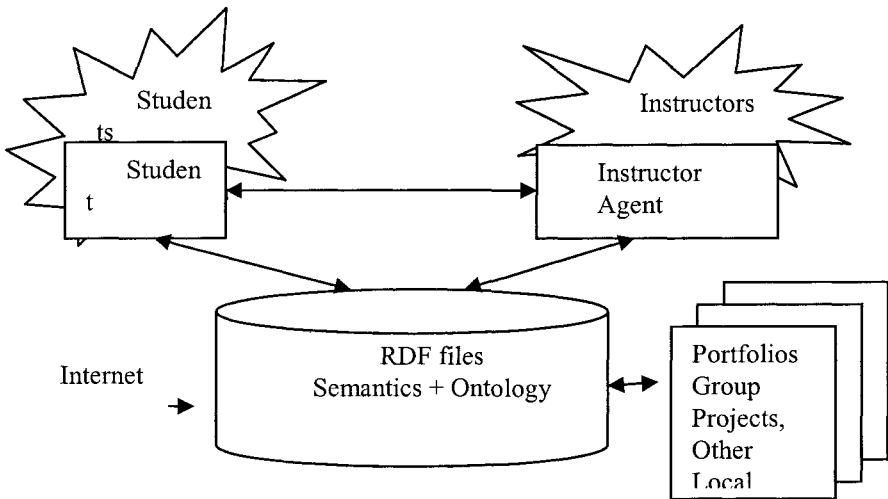 Studen
ts
Instructors
Studen
t
Instructor
Agent
RDF files
Semantics + Ontology
Internet
Portfolios
Group
Projects,
Other
Local